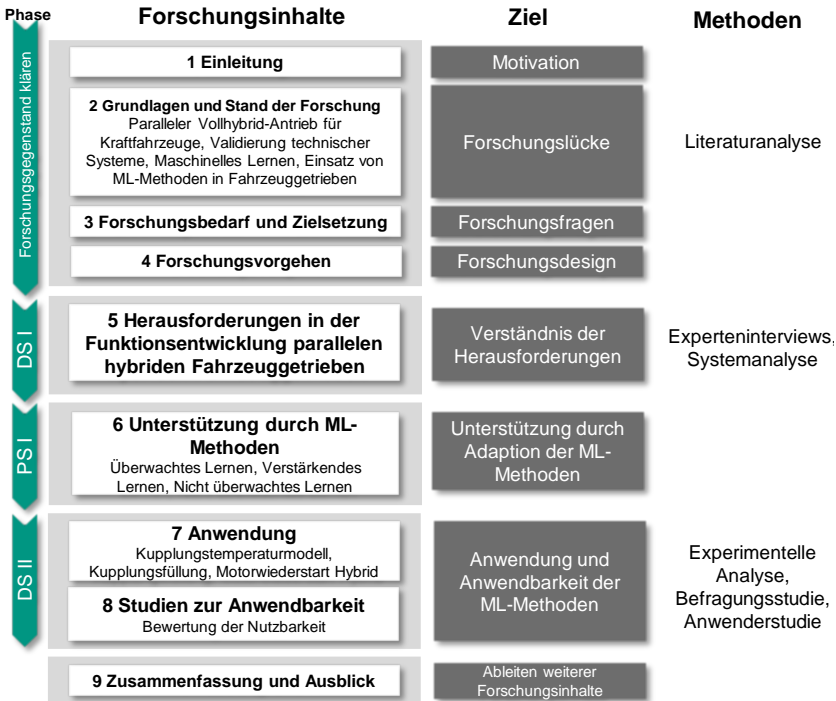 Phase
Forschungsinhalte
Ziel
Methoden
Forschungsgegenstand klären
1 Einleitung
Motivation
2 Grundlagen und Stand der Forschung
Paralleler Vollhybrid-Antrieb für
Kraftfahrzeuge, Validierung technischer
Systeme, Maschinelles Lernen, Einsatz von
ML-Methoden in Fahrzeuggetrieben
Forschungslücke
Literaturanalyse
3 Forschungsbedarf und Zielsetzung
Forschungsfragen
4 Forschungsvorgehen
Forschungsdesign
DS I
5 Herausforderungen in der
Funktionsentwicklung parallelen
hybriden Fahrzeuggetrieben
Verständnis der
Herausforderungen
Experteninterviews,
Systemanalyse
PS I
6 Unterstützung durch ML-
Methoden
Überwachtes Lernen, Verstärkendes
Lernen, Nicht überwachtes Lernen
Unterstützung durch
Adaption der ML-
Methoden
DS II
7 Anwendung
Kupplungstemperaturmodell,
Kupplungsfüllung, Motorwiederstart Hybrid
8 Studien zur Anwendbarkeit
Bewertung der Nutzbarkeit
Anwendung und
Anwendbarkeit der
ML-Methoden
Experimentelle
Analyse,
Befragungsstudie,
Anwenderstudie
9 Zusammenfassung und Ausblick
Ableiten weiterer
Forschungsinhalte